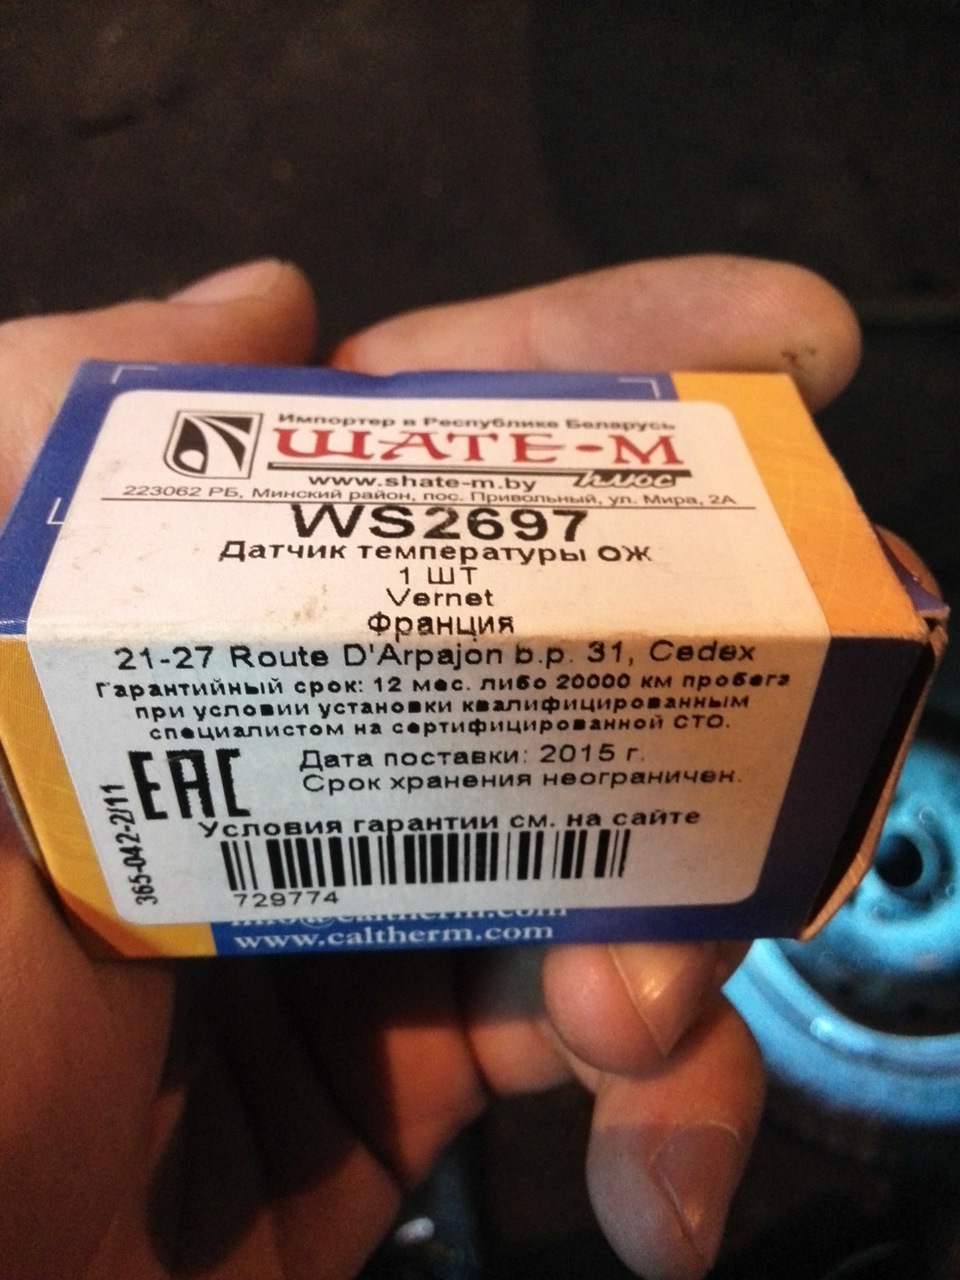 Импортер в Республике Беларусь
ШАТЕ-М
плюс
www.shate-m.by
223062 РБ, Минский район, пос. Привольный, ул. Мира, 2А
WS2697
Датчик температуры ОЖ
1 ШТ
Vernet
Франция
21-27 Route D'Arpajon b.p. 31, Cedex
Гарантийный срок: 12 мес. либо 20000 км пробега
при условии установки квалифицированным
специалистом на сертифицированной СТО.
EAC
Дата поставки: 2015 г.
Срок хранения неограничен.
365-042-2/11
Условия гарантии см. на сайте
729774
info@caltherm.com
www.caltherm.com